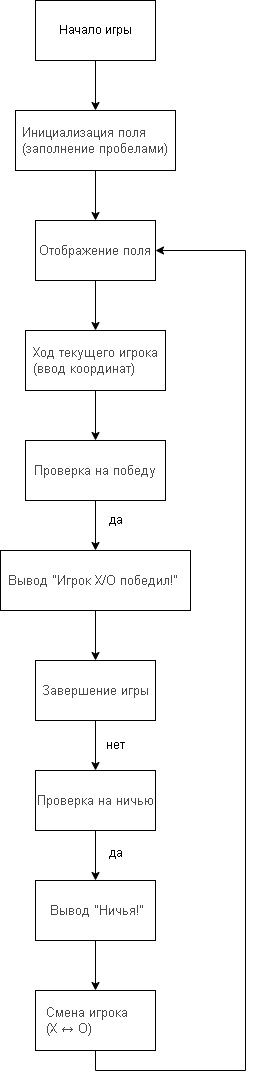 Начало игры
Инициализация поля
(заполнение пробелами)
Отображение поля
Ход текущего игрока
(ввод координат)
Проверка на победу
да
Вывод "Игрок X/O победил!"
Завершение игры
нет
Проверка на ничью
да
Вывод "Ничья!"
Смена игрока
(X ↔ O)